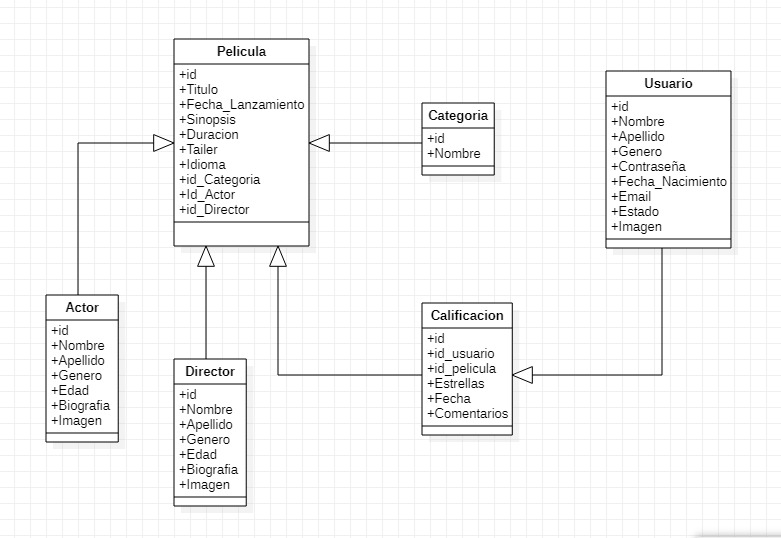 Pelicula
+id
+Titulo
+Fecha_Lanzamiento
+Sinopsis
+Duracion
+Tailer
+Idioma
+id_Categoria
+Id_Actor
+id_Director
Categoria
+id
+Nombre
Usuario
+id
+Nombre
+Apellido
+Genero
+Contraseña
+Fecha_Nacimiento
+Email
+Estado
+Imagen
Actor
+id
+Nombre
+Apellido
+Genero
+Edad
+Biografia
+Imagen
Director
+id
+Nombre
+Apellido
+Genero
+Edad
+Biografia
+Imagen
Calificacion
+id
+id_usuario
+id_pelicula
+Estrellas
+Fecha
+Comentarios